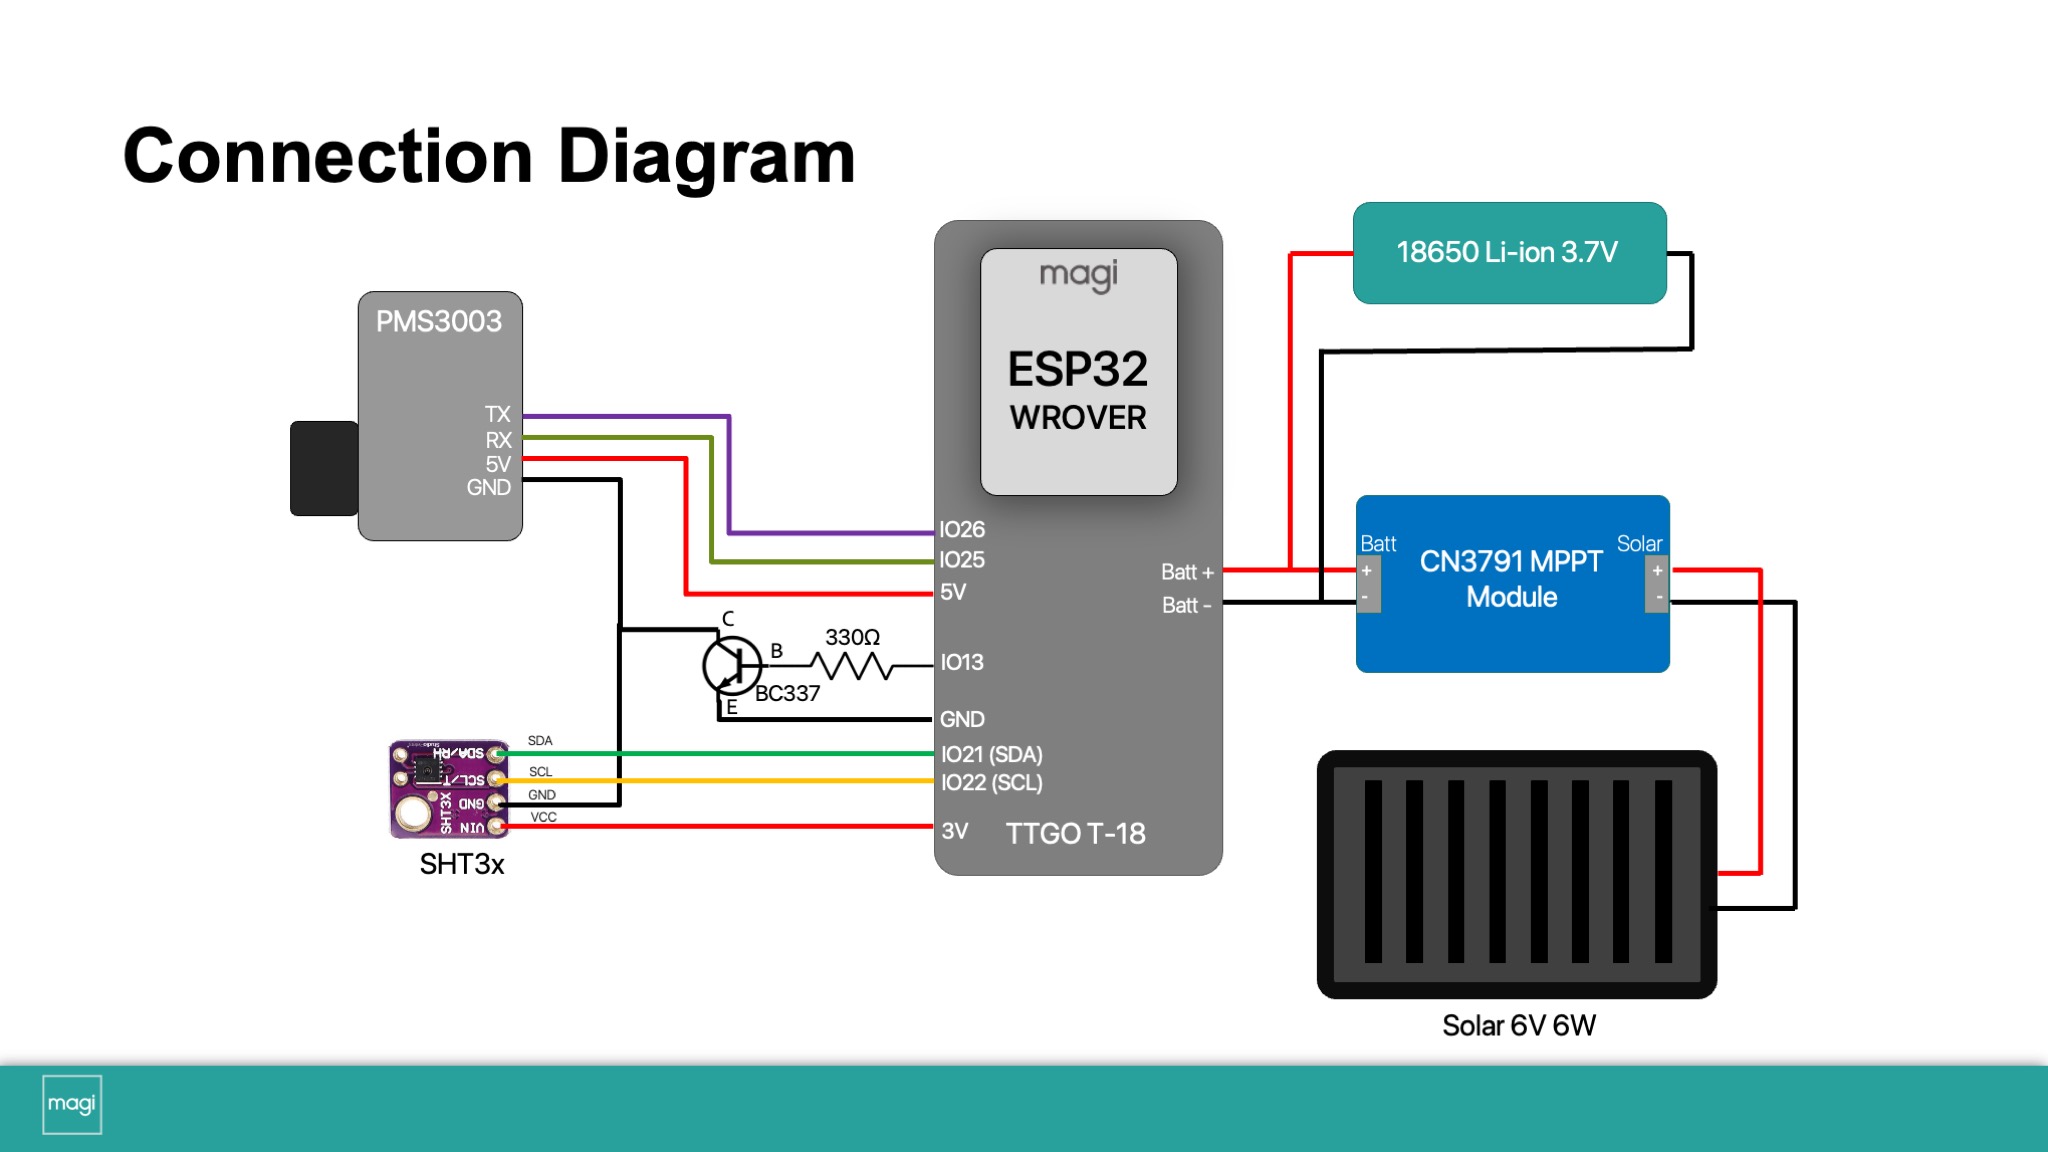 Connection Diagram
PMS3003
TX
RX
5V
GND
magi
ESP32
WROVER
IO26
IO25
5V
IO13
GND
IO21 (SDA)
IO22 (SCL)
3V
TTGO T-18
Batt +
Batt -
C
B
E
BC337
330Ω
SDA
SCL
GND
VCC
SDA/RH
SCL/T
GND
VIN
SHT3X
SHT3x
18650 Li-ion 3.7V
Batt
Solar
+
-
+
-
CN3791 MPPT
Module
Solar 6V 6W
magi